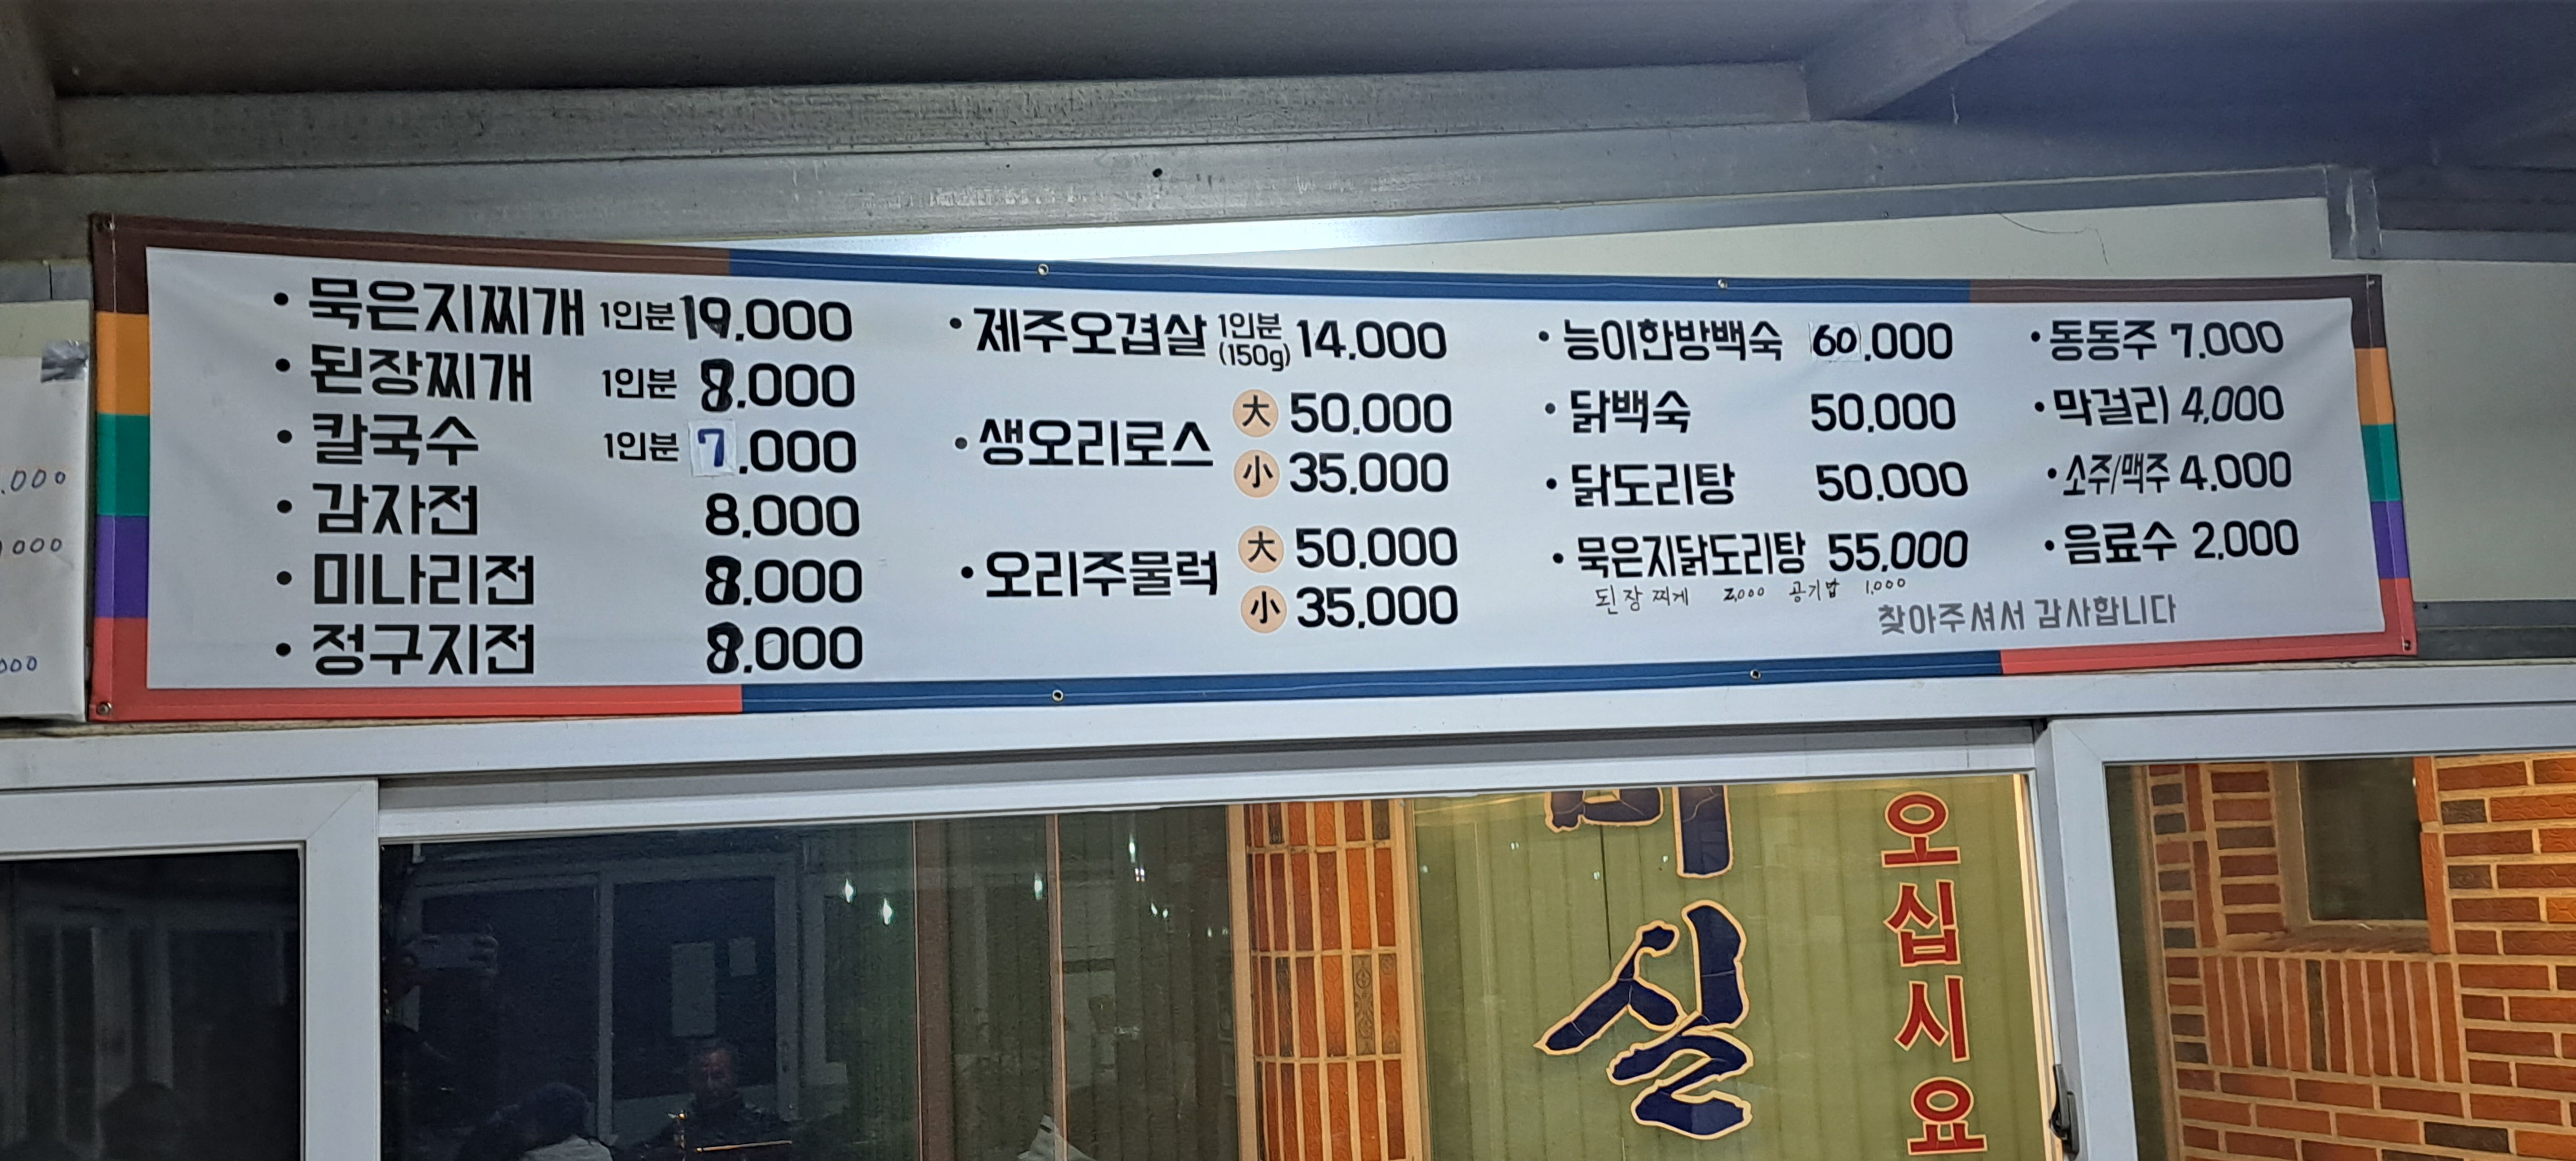 • 묵은지찌개 1인분 19.000
• 된장찌개 1인분 8.000
• 칼국수 1인분 7.000
• 감자전 8.000
• 미나리전 8.000
• 정구지전 8.000
• 제주오겹살 1인분 (150g) 14.000
• 생오리로스 大 50.000
小 35.000
• 오리주물럭 大 50.000
小 35.000
• 능이한방백숙 60.000
• 닭백숙 50.000
• 닭도리탕 50.000
• 묵은지닭도리탕 55.000
된장찌게 2,000 공기밥 1.000
• 동동주 7.000
• 막걸리 4.000
• 소주/맥주 4.000
• 음료수 2.000
찾아주셔서 감사합니다
.000
000
000
실
오십시요